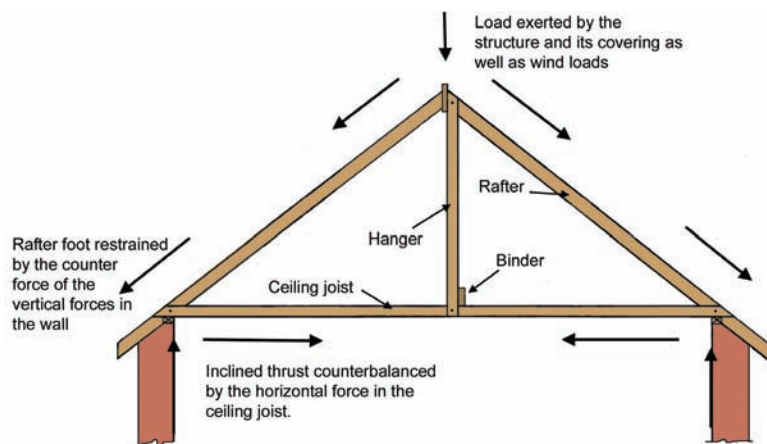 Load exerted by the
structure and its covering as
well as wind loads
Rafter
Hanger
Rafter foot restrained
by the counter
force of the
vertical forces in
the wall
Binder
Ceiling joist
Inclined thrust counterbalanced
by the horizontal force in the
ceiling joist.